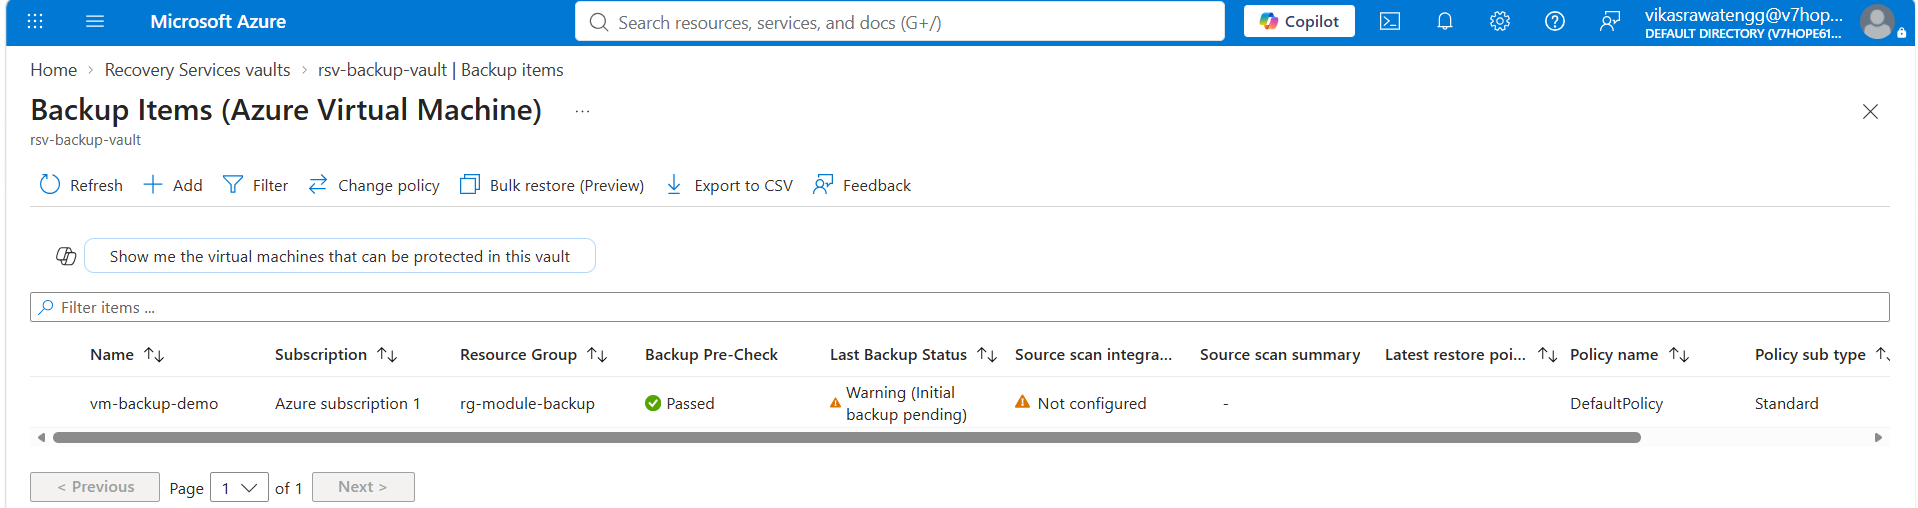 Microsoft Azure
Search resources, services, and docs (G+/)
Copilot
vikasrawatengg@v7hop...
DEFAULT DIRECTORY (V7HOPE61...
Home > Recovery Services vaults > rsv-backup-vault | Backup items
Backup Items (Azure Virtual Machine) ...
rsv-backup-vault
Refresh Add Filter Change policy Bulk restore (Preview) Export to CSV Feedback
Show me the virtual machines that can be protected in this vault
Filter items ...
Name Subscription Resource Group Backup Pre-Check Last Backup Status Source scan integra... Source scan summary Latest restore poi... Policy name Policy sub type
vm-backup-demo Azure subscription 1 rg-module-backup Passed Warning (Initial backup pending) Not configured - DefaultPolicy Standard
< Previous Page 1 of 1 Next >